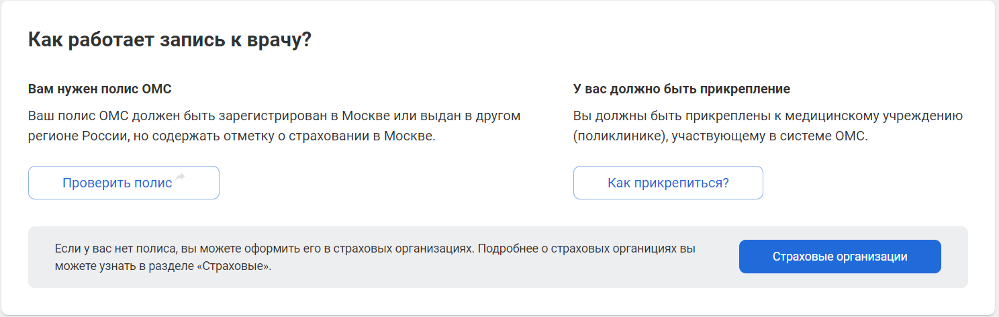 Как работает запись к врачу?
Вам нужен полис ОМС
Ваш полис ОМС должен быть зарегистрирован в Москве или выдан в другом
регионе России, но содержать отметку о страховании в Москве.
Проверить полис
У вас должно быть прикрепление
Вы должны быть прикреплены к медицинскому учреждению
(поликлинике), участвующему в системе ОМС.
Как прикрепиться?
Если у вас нет полиса, вы можете оформить его в страховых организациях. Подробнее о страховых органициях вы
можете узнать в разделе «Страховые».
Страховые организации